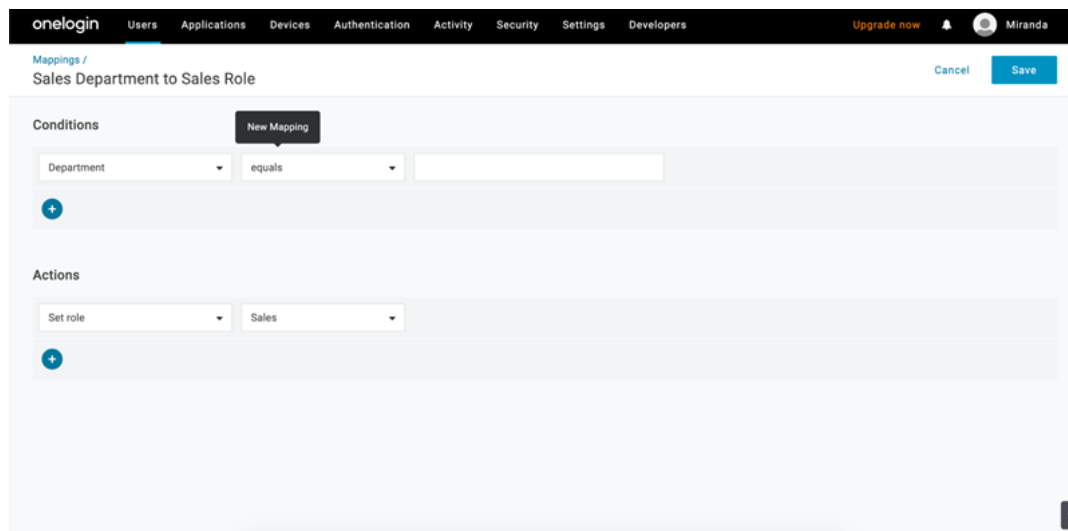 onelogin Users Applications Devices Authentication Activity Security Settings Developers Upgrade now Miranda
Mappings /
Sales Department to Sales Role
Cancel Save
Conditions
New Mapping
Department equals
Actions
Set role Sales